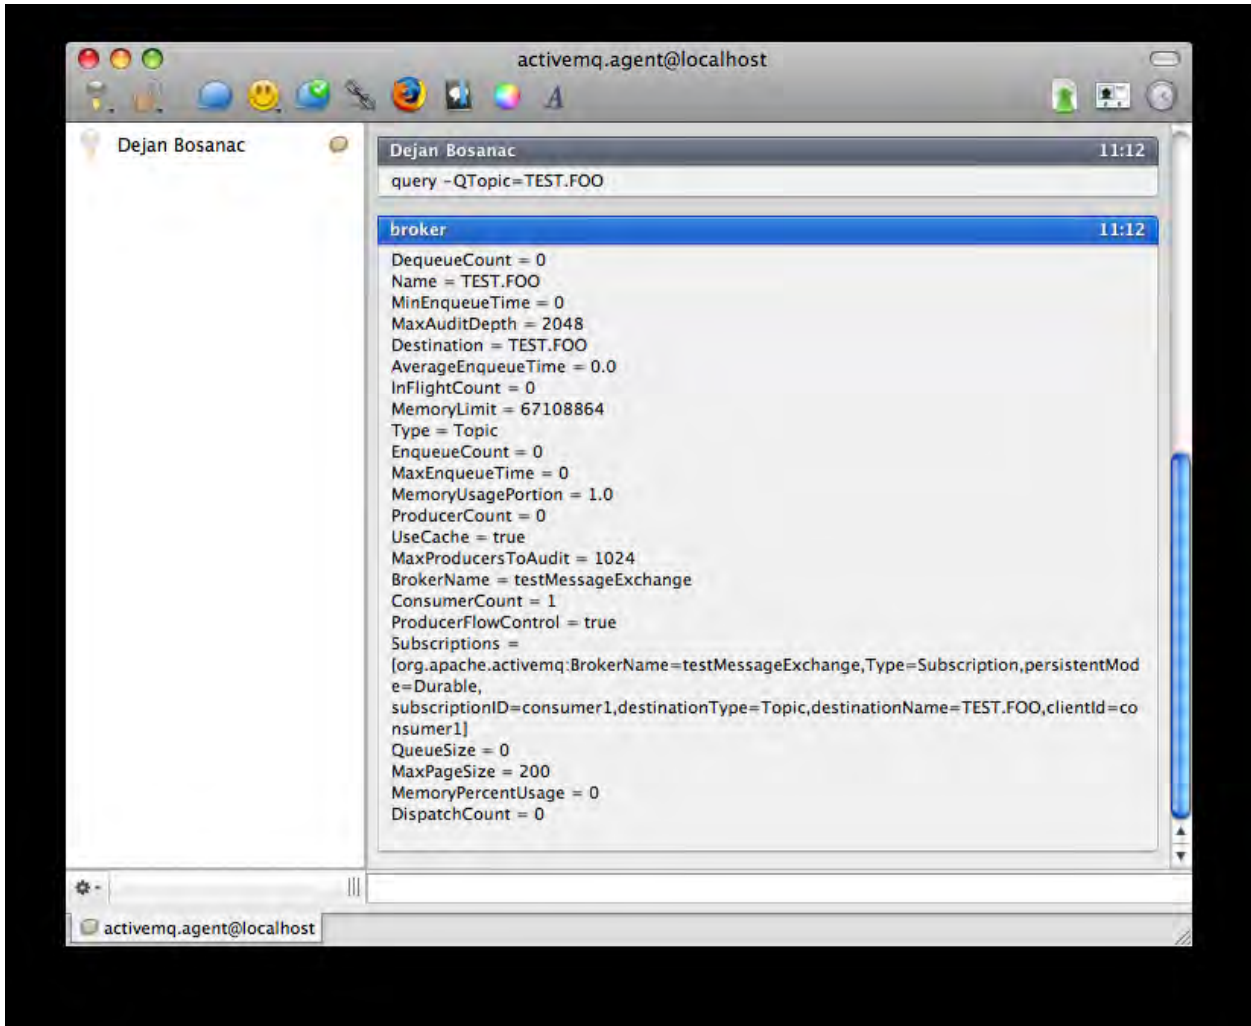 activemq.agent@localhost
A
Dejan Bosanac
Dejan Bosanac 11:12
query -QTopic=TEST.FOO
broker 11:12
DequeueCount = 0
Name = TEST.FOO
MinEnqueueTime = 0
MaxAuditDepth = 2048
Destination = TEST.FOO
AverageEnqueueTime = 0.0
InFlightCount = 0
MemoryLimit = 67108864
Type = Topic
EnqueueCount = 0
MaxEnqueueTime = 0
MemoryUsagePortion = 1.0
ProducerCount = 0
UseCache = true
MaxProducersToAudit = 1024
BrokerName = testMessageExchange
ConsumerCount = 1
ProducerFlowControl = true
Subscriptions =
[org.apache.activemq:BrokerName=testMessageExchange,Type=Subscription,persistentMod
e=Durable,
subscriptionID=consumer1,destinationType=Topic,destinationName=TEST.FOO,clientId=co
nsumer1]
QueueSize = 0
MaxPageSize = 200
MemoryPercentUsage = 0
DispatchCount = 0
activemq.agent@localhost